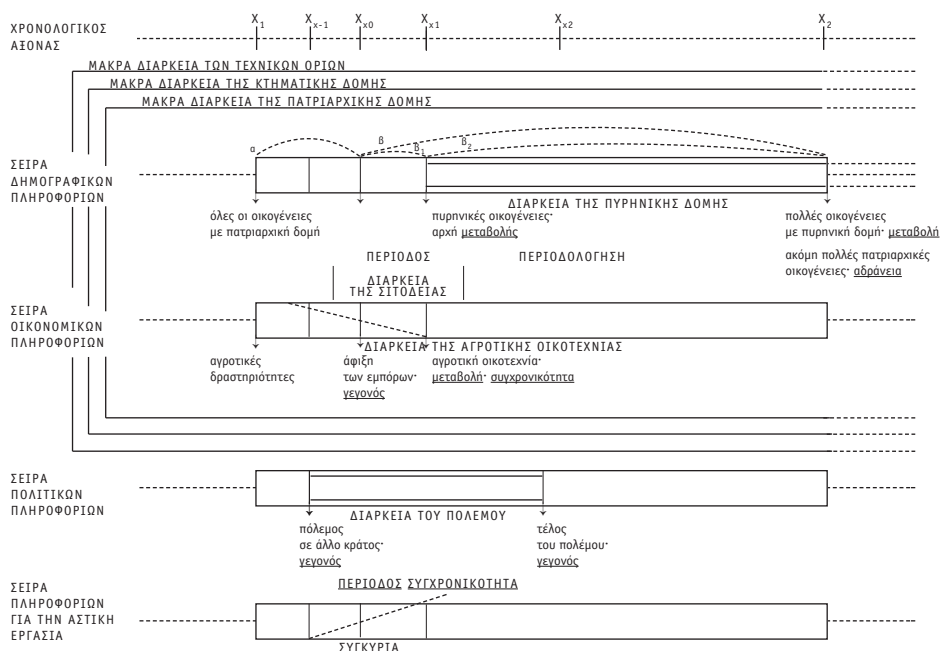 X1 Xx-1 Xx0 Xx1 Xx2 X2
ΧΡΟΝΟΛΟΓΙΚΟΣ
ΑΞΟΝΑΣ
ΜΑΚΡΑ ΔΙΑΡΚΕΙΑ ΤΩΝ ΤΕΧΝΙΚΩΝ ΟΡΙΩΝ
ΜΑΚΡΑ ΔΙΑΡΚΕΙΑ ΤΗΣ ΚΤΗΜΑΤΙΚΗΣ ΔΟΜΗΣ
ΜΑΚΡΑ ΔΙΑΡΚΕΙΑ ΤΗΣ ΠΑΤΡΙΑΡΧΙΚΗΣ ΔΟΜΗΣ
α β β1 β2
ΣΕΙΡΑ
ΔΗΜΟΓΡΑΦΙΚΩΝ
ΠΛΗΡΟΦΟΡΙΩΝ
ΔΙΑΡΚΕΙΑ ΤΗΣ ΠΥΡΗΝΙΚΗΣ ΔΟΜΗΣ
όλες οι οικογένειες
με πατριαρχική δομή
πυρηνικές οικογένειες·
αρχή μεταβολής
πολλές οικογένειες
με πυρηνική δομή· μεταβολή
ακόμη πολλές πατριαρχικές
οικογένειες· αδράνεια
ΠΕΡΙΟΔΟΣ
ΠΕΡΙΟΔΟΛΟΓΗΣΗ
ΔΙΑΡΚΕΙΑ
ΤΗΣ ΣΙΤΟΔΕΙΑΣ
ΣΕΙΡΑ
ΟΙΚΟΝΟΜΙΚΩΝ
ΠΛΗΡΟΦΟΡΙΩΝ
ΔΙΑΡΚΕΙΑ ΤΗΣ ΑΓΡΟΤΙΚΗΣ ΟΙΚΟΤΕΧΝΙΑΣ
αγροτικές
δραστηριότητες
άφιξη
των εμπόρων·
γεγονός
αγροτική οικοτεχνία·
μεταβολή· συγχρονικότητα
ΣΕΙΡΑ
ΠΟΛΙΤΙΚΩΝ
ΠΛΗΡΟΦΟΡΙΩΝ
ΔΙΑΡΚΕΙΑ ΤΟΥ ΠΟΛΕΜΟΥ
πόλεμος
σε άλλο κράτος·
γεγονός
τέλος
του πολέμου·
γεγονός
ΠΕΡΙΟΔΟΣ ΣΥΓΧΡΟΝΙΚΟΤΗΤΑ
ΣΕΙΡΑ
ΠΛΗΡΟΦΟΡΙΩΝ
ΓΙΑ ΤΗΝ ΑΣΤΙΚΗ
ΕΡΓΑΣΙΑ
ΣΥΓΚΥΡΙΑ